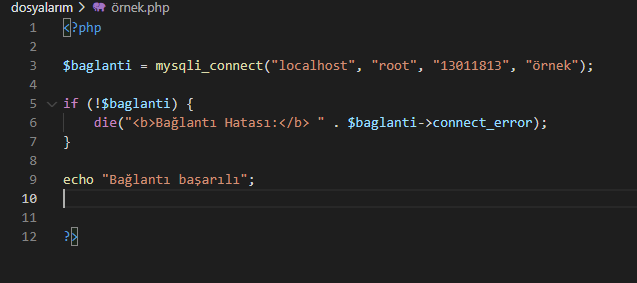 dosyalarım > örnek.php
1 <?php
2
3 $baglanti = mysqli_connect("localhost", "root", "13011813", "örnek");
4
5 if (!$baglanti) {
6 die("<b>Bağlantı Hatası:</b> " . $baglanti->connect_error);
7 }
8
9 echo "Bağlantı başarılı";
10
11
12 ?>